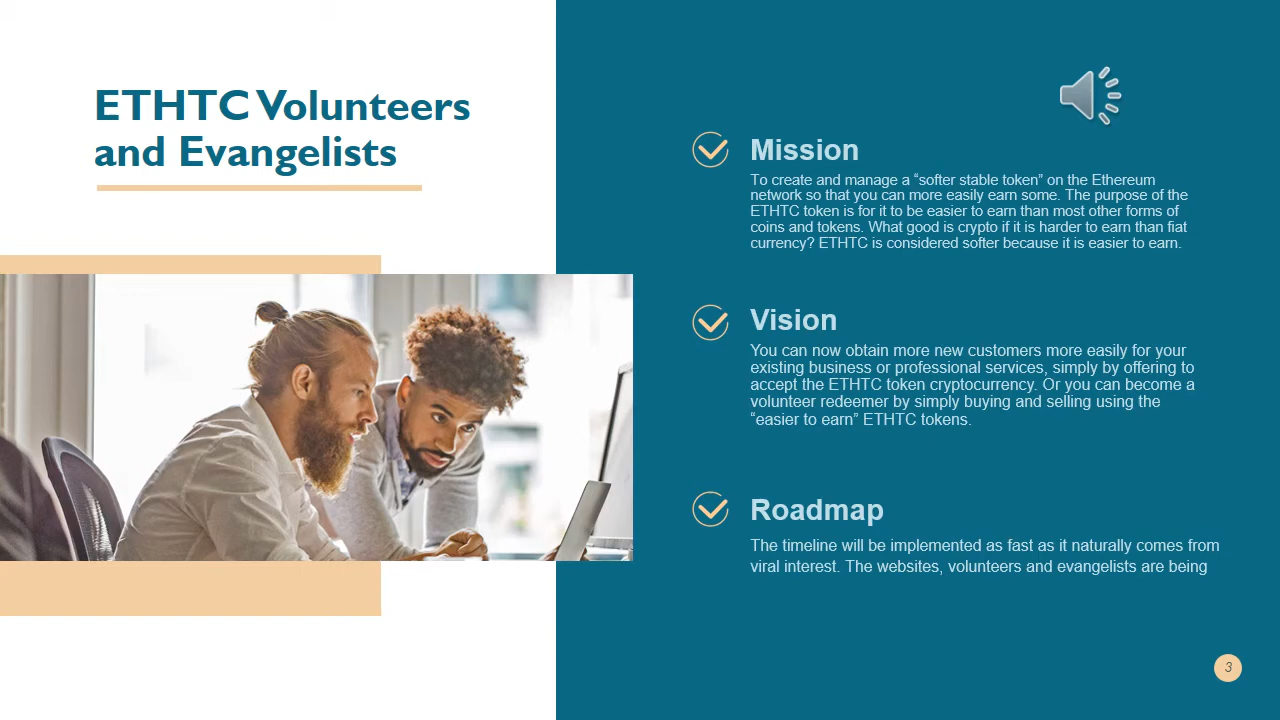 ETHTC Volunteers
and Evangelists
Mission
To create and manage a “softer stable token” on the Ethereum
network so that you can more easily earn some. The purpose of the
ETHTC token is for it to be easier to earn than most other forms of
coins and tokens. What good is crypto if it is harder to earn than fiat
currency? ETHTC is considered softer because it is easier to earn.
Vision
You can now obtain more new customers more easily for your
existing business or professional services, simply by offering to
accept the ETHTC token cryptocurrency. Or you can become a
volunteer redeemer by simply buying and selling using the
“easier to earn” ETHTC tokens.
Roadmap
The timeline will be implemented as fast as it naturally comes from
viral interest. The websites, volunteers and evangelists are being
3